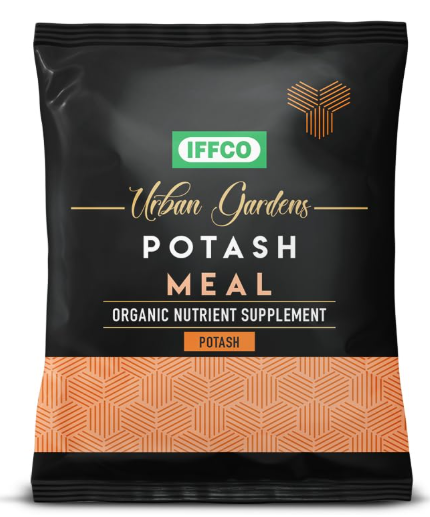 IFFCO
Urban Gardens
POTASH
MEAL
ORGANIC NUTRIENT SUPPLEMENT
POTASH